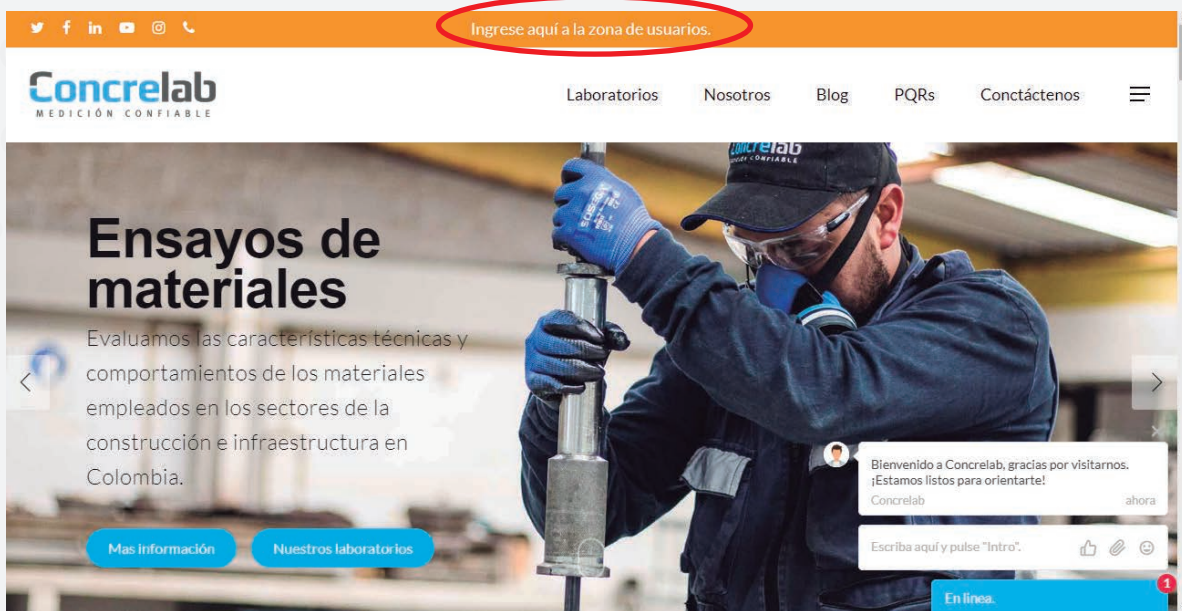 Ingrese aquí a la zona de usuarios.
Concrelab
MEDICIÓN CONFIABLE
Laboratorios Nosotros Blog PQRs Conctáctenos
Concrelab
MEDICIÓN CONFIABLE
Ensayos de
materiales
Evaluamos las características técnicas y
comportamientos de los materiales
empleados en los sectores de la
construcción e infraestructura en
Colombia.
Mas información Nuestros laboratorios
Bienvenido a Concrelab, gracias por visitarnos.
¡Estamos listos para orientarte!
Concrelab ahora
Escriba aquí y pulse "Intro".
1
En línea.